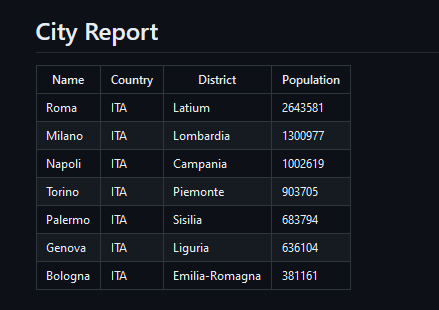 City Report
Name Country District Population
Roma ITA Latium 2643581
Milano ITA Lombardia 1300977
Napoli ITA Campania 1002619
Torino ITA Piemonte 903705
Palermo ITA Sisilia 683794
Genova ITA Liguria 636104
Bologna ITA Emilia-Romagna 381161